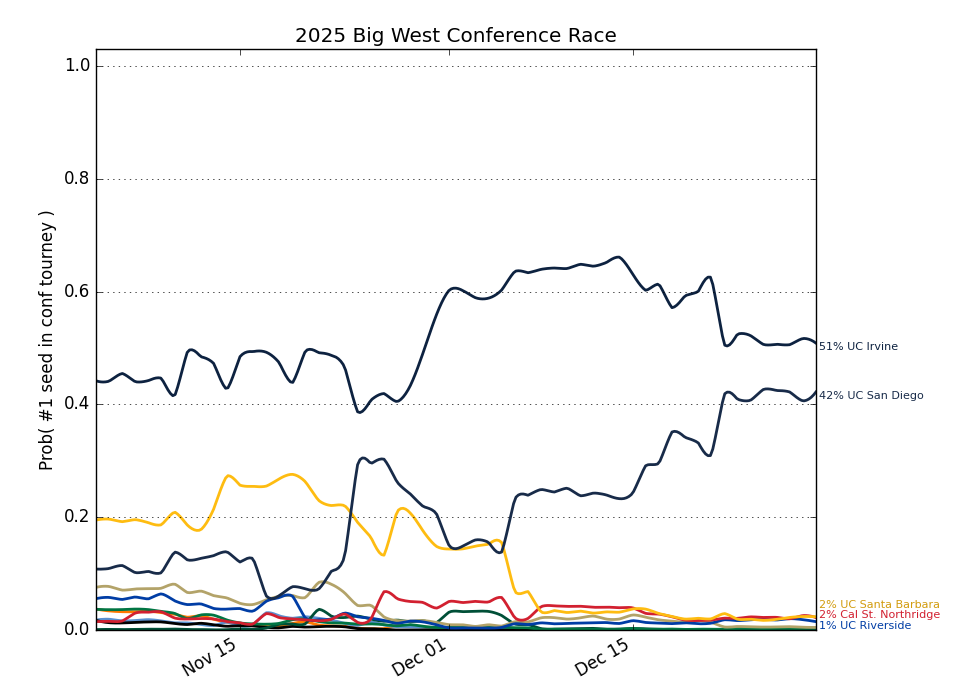 2025 Big West Conference Race
Prob( #1 seed in conf tourney )
1.0
0.8
0.6
0.4
0.2
0.0
Nov 15
Dec 01
Dec 15
51% UC Irvine
42% UC San Diego
2% UC Santa Barbara
2% Cal St. Northridge
1% UC Riverside